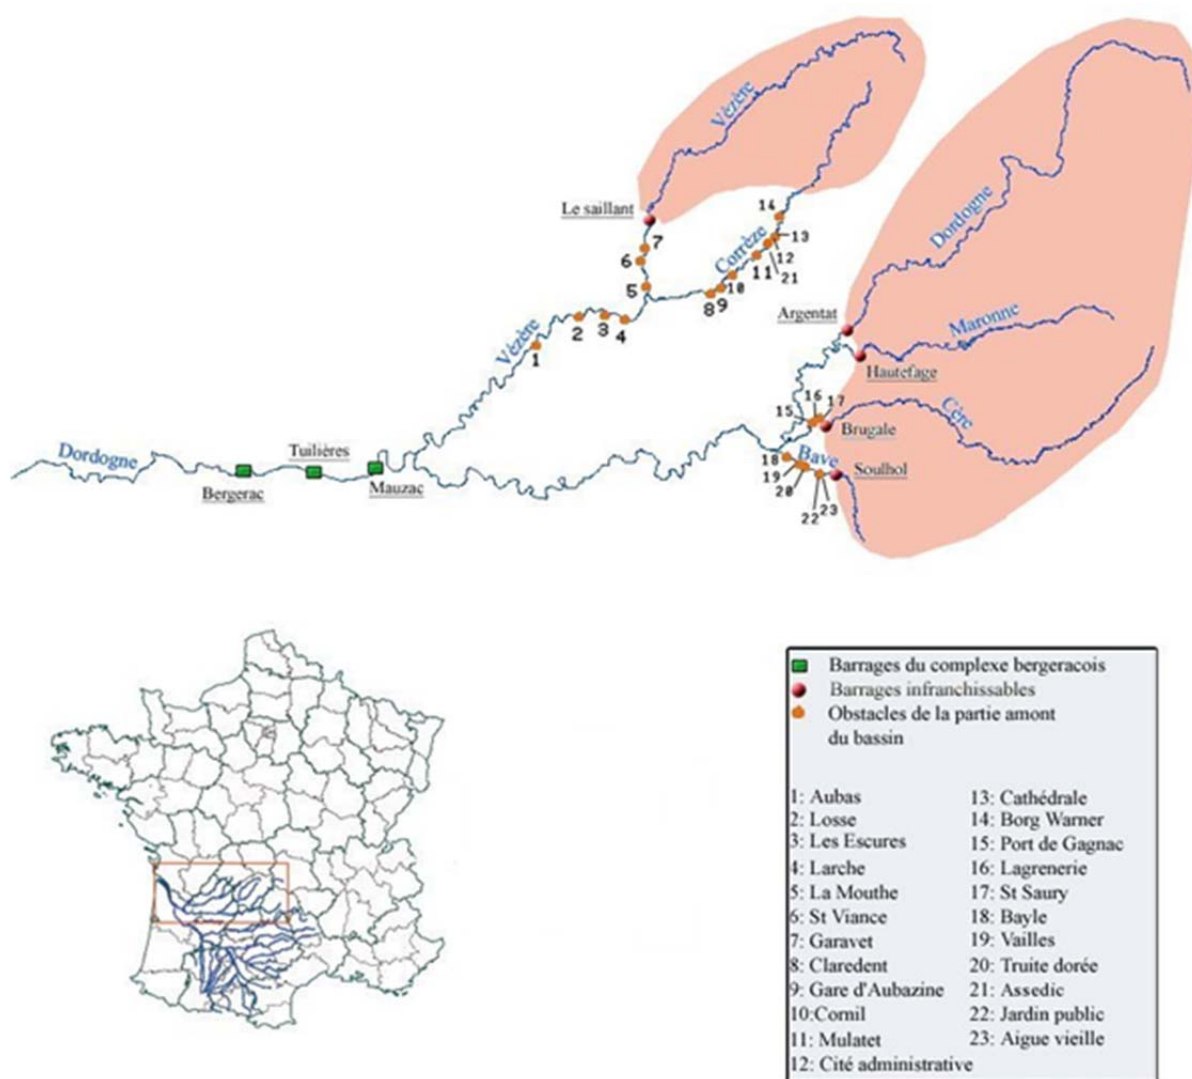 Vézère
14
Le saillant
7
13
Dordogne
Corrèze
12
6
11
21
5
10
9
8
Argentat
Maronne
Vézère
2
3
4
1
Hautefage
16
17
15
Cère
Brugale
Dordogne
Tuilières
Bave
18
Soulhol
19
Bergerac
Mauzac
20
23
22
Barrages du complexe bergeracois
Barrages infranchissables
Obstacles de la partie amont
du bassin
1: Aubas
2: Losse
3: Les Escures
4: Larche
5: La Mouthe
6: St Viance
7: Garavet
8: Claredent
9: Gare d'Aubazine
10:Cornil
11: Mulatet
12: Cité administrative
13: Cathédrale
14: Borg Warner
15: Port de Gagnac
16: Lagrenerie
17: St Saury
18: Bayle
19: Vailles
20: Truite dorée
21: Assedic
22: Jardin public
23: Aigue vieille